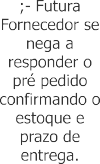 ;- Futura
Fornecedor se
nega a
responder o
pré pedido
confirmando o
estoque e
prazo de
entrega.